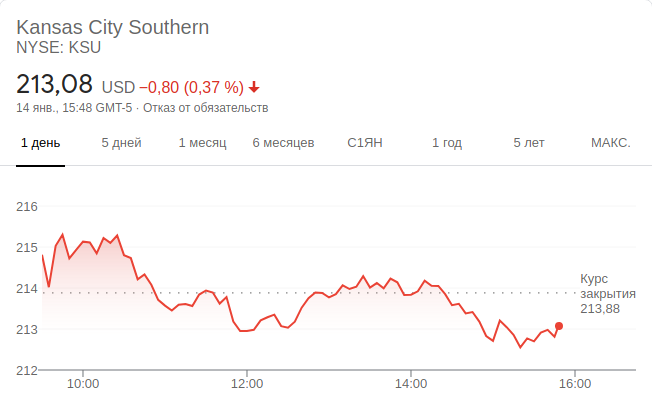 Kansas City Southern
NYSE: KSU
213,08 USD −0,80 (0,37 %)
14 янв., 15:48 GMT-5 · Отказ от обязательств
1 день 5 дней 1 месяц 6 месяцев С1ЯН 1 год 5 лет МАКС.
216
215
214
213
212
Курс
закрытия
213,88
10:00 12:00 14:00 16:00